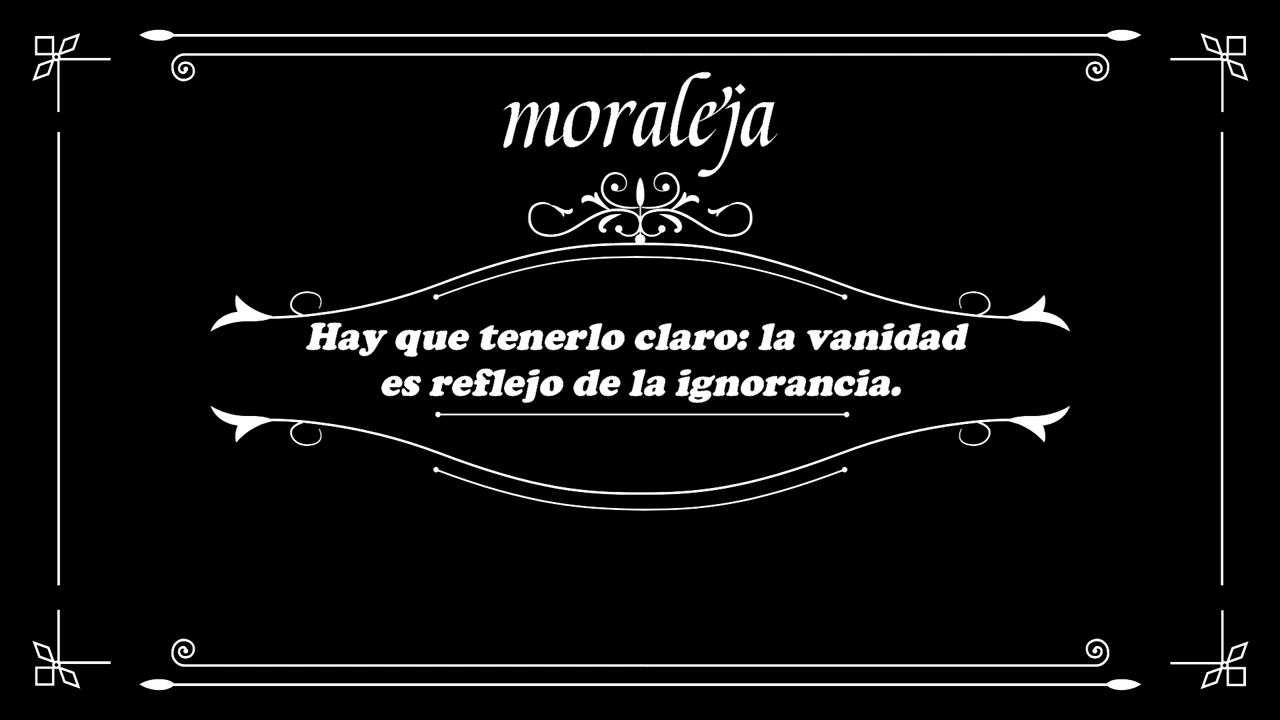 moraleja
Hay que tenerlo claro: la vanidad
es reflejo de la ignorancia.